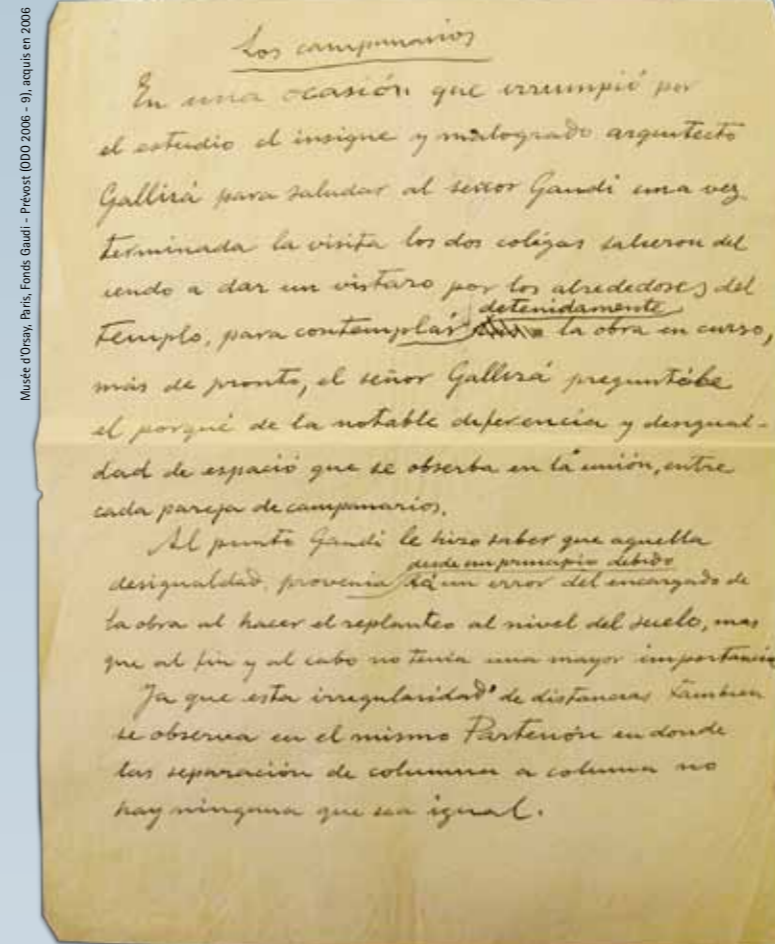 Musée d'Orsay, Paris, Fonds Gaudí - Prévost (ODO 2006 - 9), acquis en 2006
Los campanarios
En una ocasión que irrumpió por
el estudio el insigne y malogrado arquitecto
Gallisá para saludar al señor Gaudí una vez
terminada la visita los dos colegas salieron del
a dar un vistazo por los alrededores del
detenidamente
templo, para contemplar la obra en curso,
más de pronto, el señor Gallisá preguntóle
el porqué de la notable diferencia y desigual-
dad de espació que se obserba en la unión, entre
cada pareja de campanarios.
Al punto Gaudí le hizo saber que aquella
desde un principio debido
desigualdad, provenia a un error del encargado de
la obra al hacer el replanteo al nivel del suelo, mas
que al fin y al cabo no tenia una mayor importancia
Ja que esta irregularidad de distancias tambien
se observa en el mismo Partenón en donde
las separación de columna a columna no
hay ninguna que sea igual.